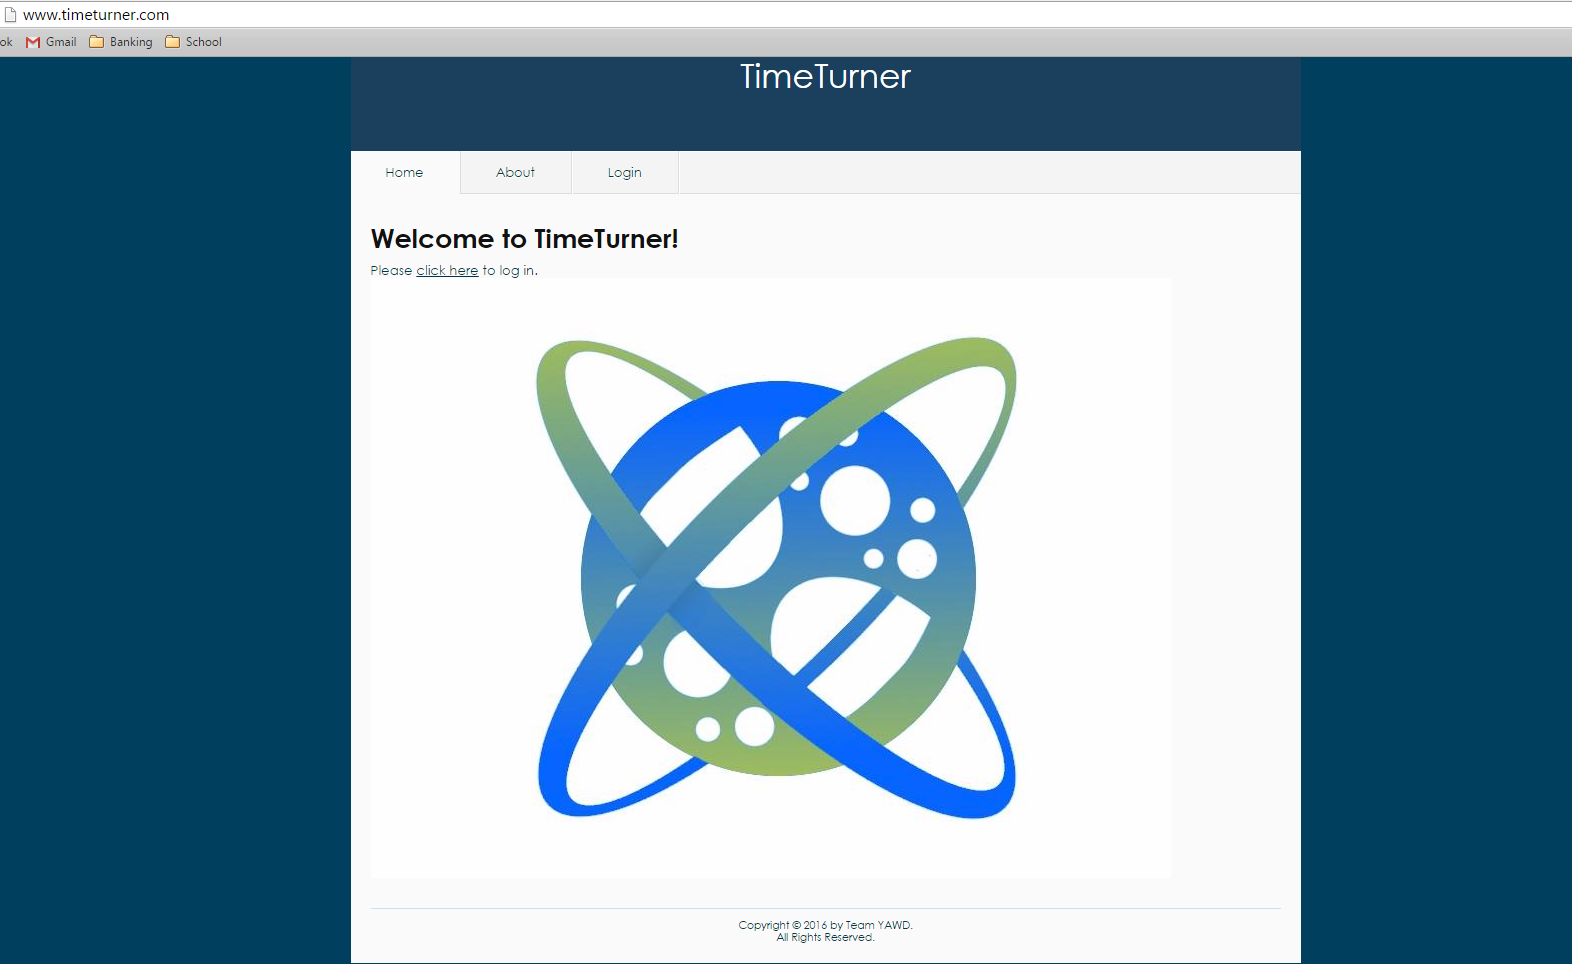 www.timeturner.com
ok Gmail Banking School
TimeTurner
Home About Login
Welcome to TimeTurner!
Please click here to log in.
Copyright © 2016 by Team YAWD.
All Rights Reserved.